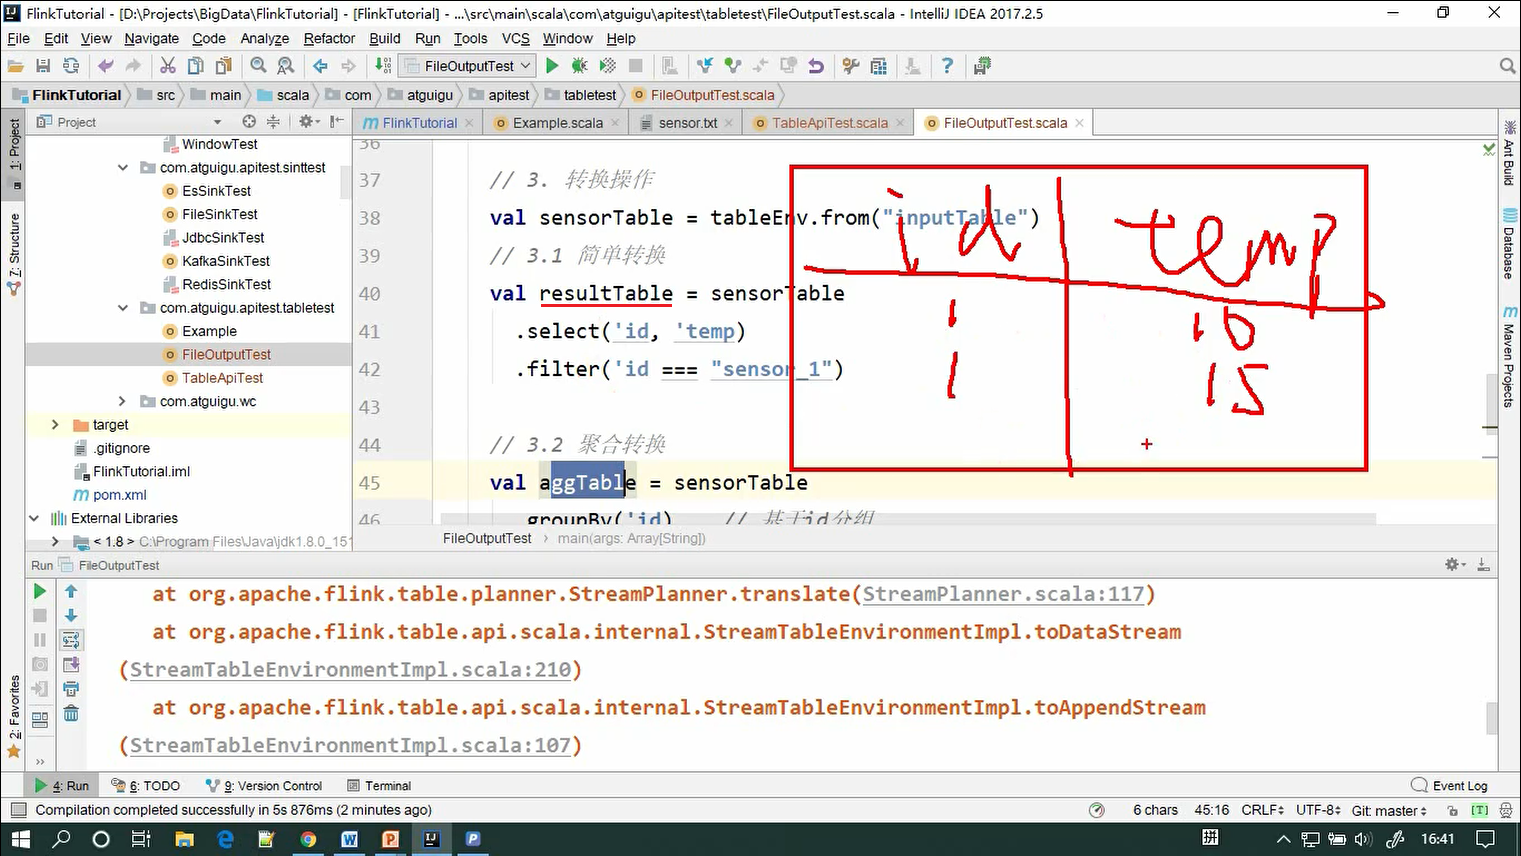 FlinkTutorial - [D:\Projects\BigData\FlinkTutorial] - [FlinkTutorial] - ...\src\main\scala\com\atguigu\apitest\tabletest\FileOutputTest.scala - IntelliJ IDEA 2017.2.5
File Edit View Navigate Code Analyze Refactor Build Run Tools VCS Window Help
FileOutputTest
FlinkTutorial src main scala com atguigu apitest tabletest FileOutputTest.scala
Project
FlinkTutorial Example.scala sensor.txt TableApiTest.scala FileOutputTest.scala
1: Project
7: Structure
2: Favorites
Ant Build
Database
Maven Projects
WindowTest
com.atguigu.apitest.sinttest
EsSinkTest
FileSinkTest
JdbcSinkTest
KafkaSinkTest
RedisSinkTest
com.atguigu.apitest.tabletest
Example
FileOutputTest
TableApiTest
com.atguigu.wc
target
.gitignore
FlinkTutorial.iml
pom.xml
External Libraries
< 1.8 > C:\Program Files\Java\jdk1.8.0_151
36
37 // 3. 转换操作
38 val sensorTable = tableEnv.from("inputTable")
39 // 3.1 简单转换
40 val resultTable = sensorTable
41 .select('id, 'temp)
42 .filter('id === "sensor_1")
43
44 // 3.2 聚合转换
45 val aggTable = sensorTable
46 .groupBy('id) // 基于id分组
id temp
1 10
1 15
FileOutputTest main(args: Array[String])
Run FileOutputTest
at org.apache.flink.table.planner.StreamPlanner.translate(StreamPlanner.scala:117)
at org.apache.flink.table.api.scala.internal.StreamTableEnvironmentImpl.toDataStream
(StreamTableEnvironmentImpl.scala:210)
at org.apache.flink.table.api.scala.internal.StreamTableEnvironmentImpl.toAppendStream
(StreamTableEnvironmentImpl.scala:107)
4: Run 6: TODO 9: Version Control Terminal Event Log
Compilation completed successfully in 5s 876ms (2 minutes ago) 6 chars 45:16 CRLF UTF-8 Git: master [T]
拼 16:41